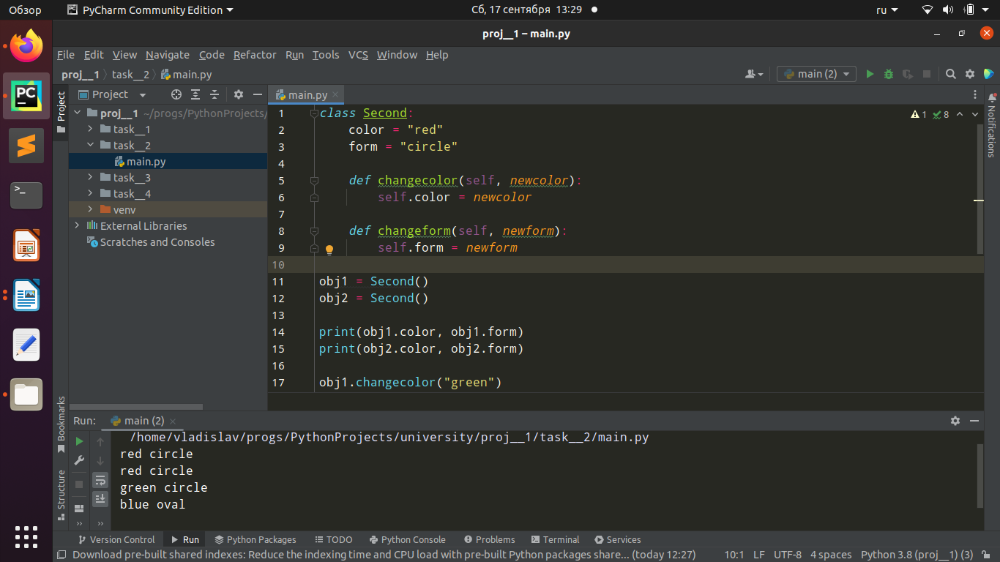 Обзор PyCharm Community Edition Сб, 17 сентября 13:29 ru
proj__1 – main.py
File Edit View Navigate Code Refactor Run Tools VCS Window Help
proj__1 task__2 main.py main (2)
Project main.py
proj__1 ~/progs/PythonProjects/
task__1
task__2
main.py
task__3
task__4
venv
External Libraries
Scratches and Consoles
Project
Bookmarks
Structure
Notifications
PC
>_
1 class Second: 1 8
2 color = "red"
3 form = "circle"
4
5 def changecolor(self, newcolor):
6 self.color = newcolor
7
8 def changeform(self, newform):
9 self.form = newform
10
11 obj1 = Second()
12 obj2 = Second()
13
14 print(obj1.color, obj1.form)
15 print(obj2.color, obj2.form)
16
17 obj1.changecolor("green")
Run: main (2)
/home/vladislav/progs/PythonProjects/university/proj__1/task__2/main.py
red circle
red circle
green circle
blue oval
Version Control Run Python Packages TODO Python Console Problems Terminal Services
Download pre-built shared indexes: Reduce the indexing time and CPU load with pre-built Python packages share... (today 12:27) 10:1 LF UTF-8 4 spaces Python 3.8 (proj__1) (3)